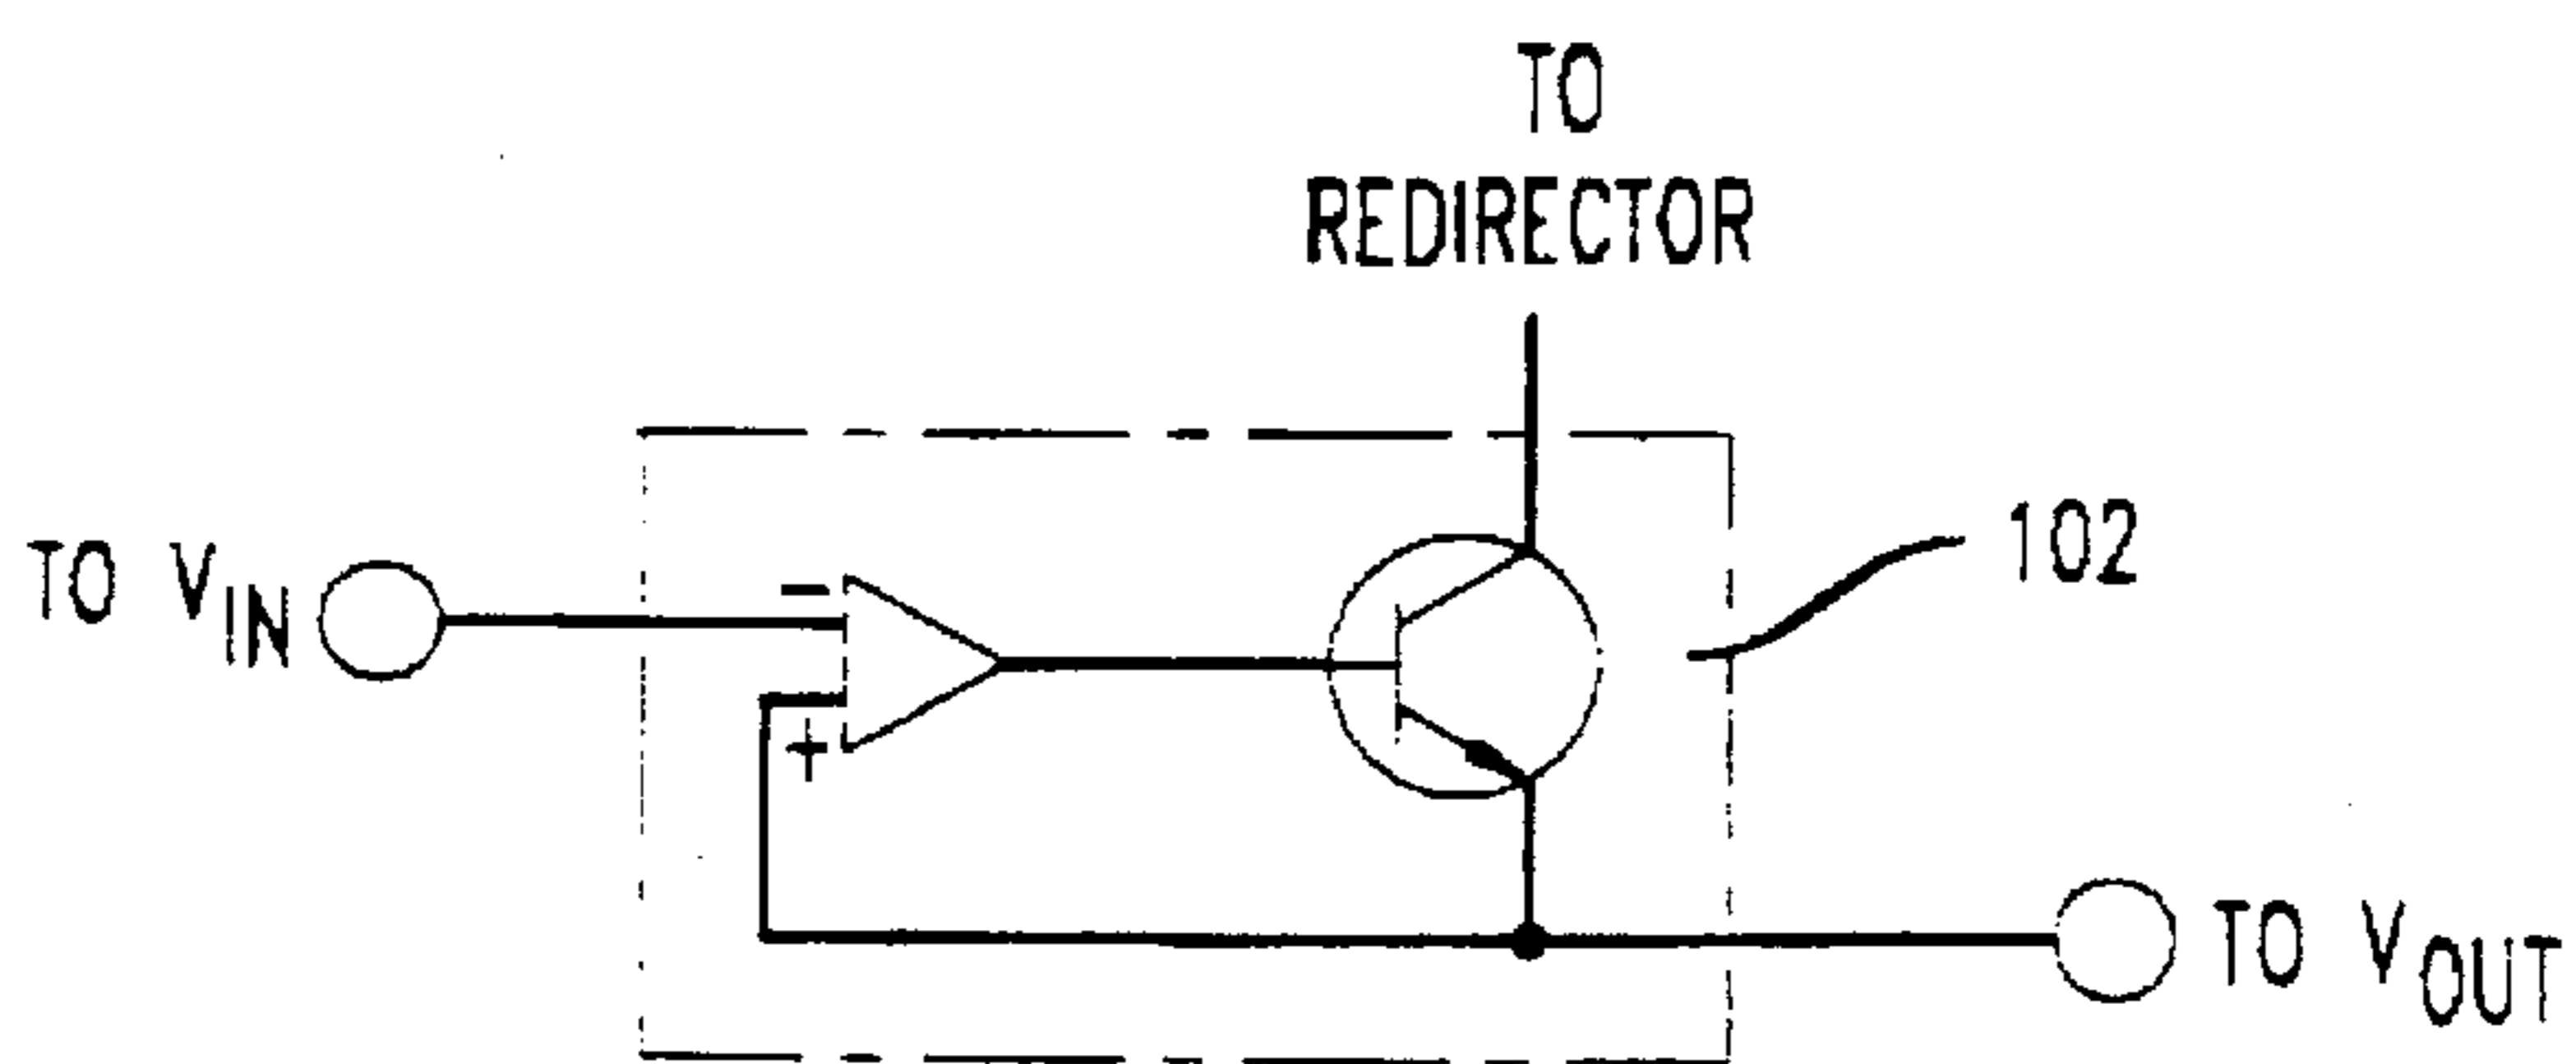 TO
REDIRECTOR
TO VIN
−
+
102
TO VOUT